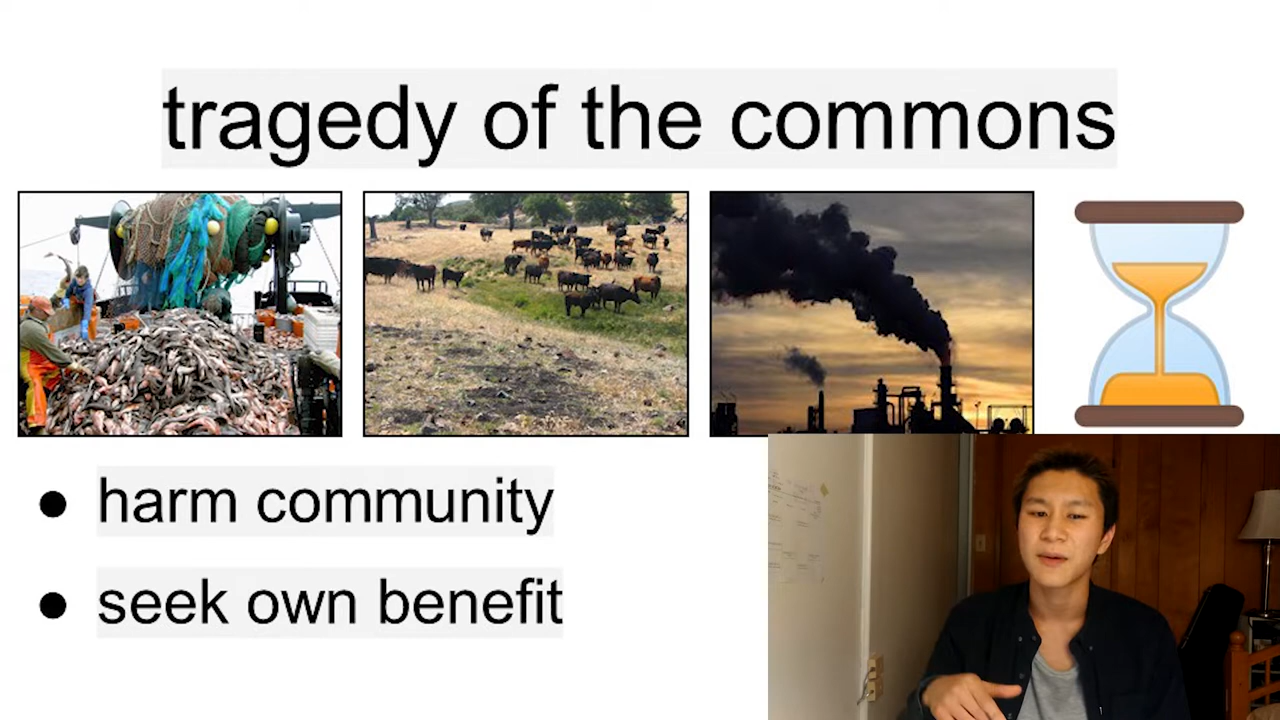 tragedy of the commons
● harm community
● seek own benefit